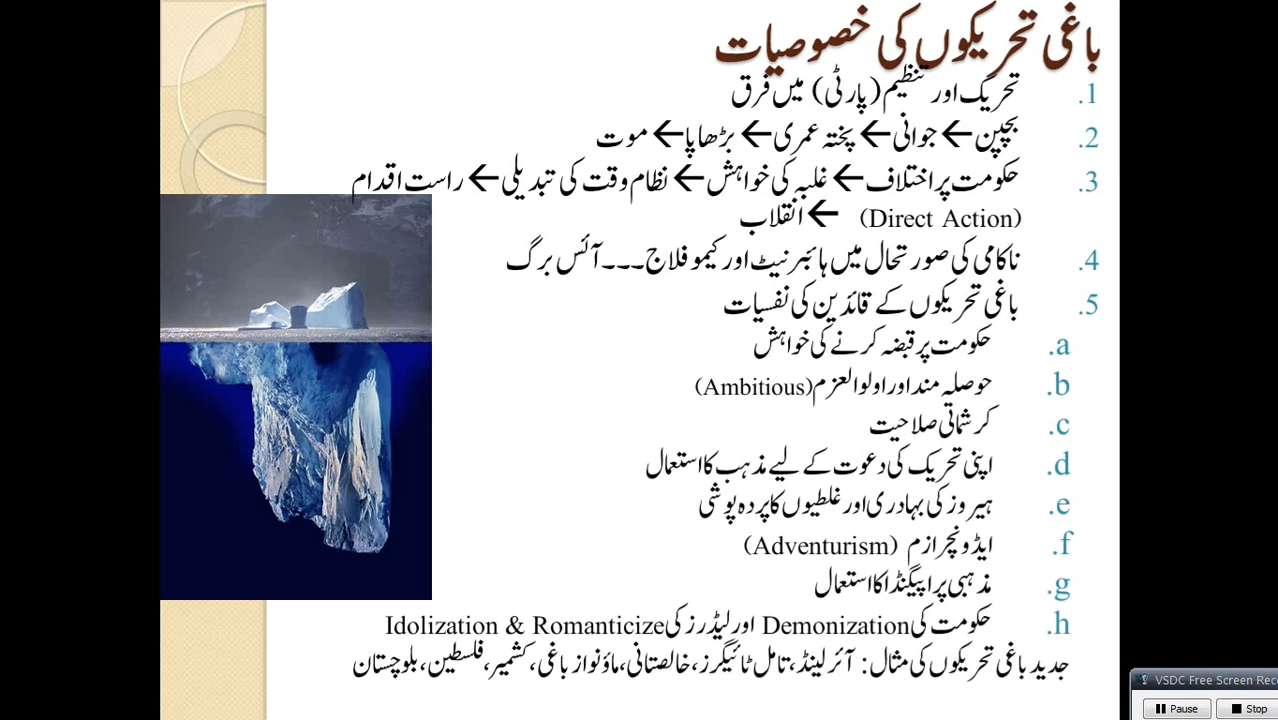 باغی تحریکوں کی خصوصیات
1. تحریک اور تنظیم (پارٹی) میں فرق
2. بچپن ← جوانی ← پختہ عمری ← بڑھاپا ← موت
3. حکومت پر اختلاف ← غلبہ کی خواہش ← نظام وقت کی تبدیلی ← راست اقدام
(Direct Action) ← انقلاب
4. ناکامی کی صورتحال میں ہائبرنیٹ اور کیموفلاج۔۔۔آئس برگ
5. باغی تحریکوں کے قائدین کی نفسیات
a. حکومت پر قبضہ کرنے کی خواہش
b. حوصلہ مند اور اولوالعزم (Ambitious)
c. کرشماتی صلاحیت
d. اپنی تحریک کی دعوت کے لیے مذہب کا استعمال
e. ہیروز کی بہادری اور غلطیوں کا پردہ پوشی
f. ایڈونچرازم (Adventurism)
g. مذہبی پراپیگنڈا کا استعمال
h. حکومت کی Demonization اور لیڈرز کی Idolization & Romanticize
جدید باغی تحریکوں کی مثال: آئرلینڈ، تامل ٹائیگرز، خالصتانی، ماؤ نواز باغی، کشمیر، فلسطین، بلوچستان
VSDC Free Screen Rec
Pause Stop